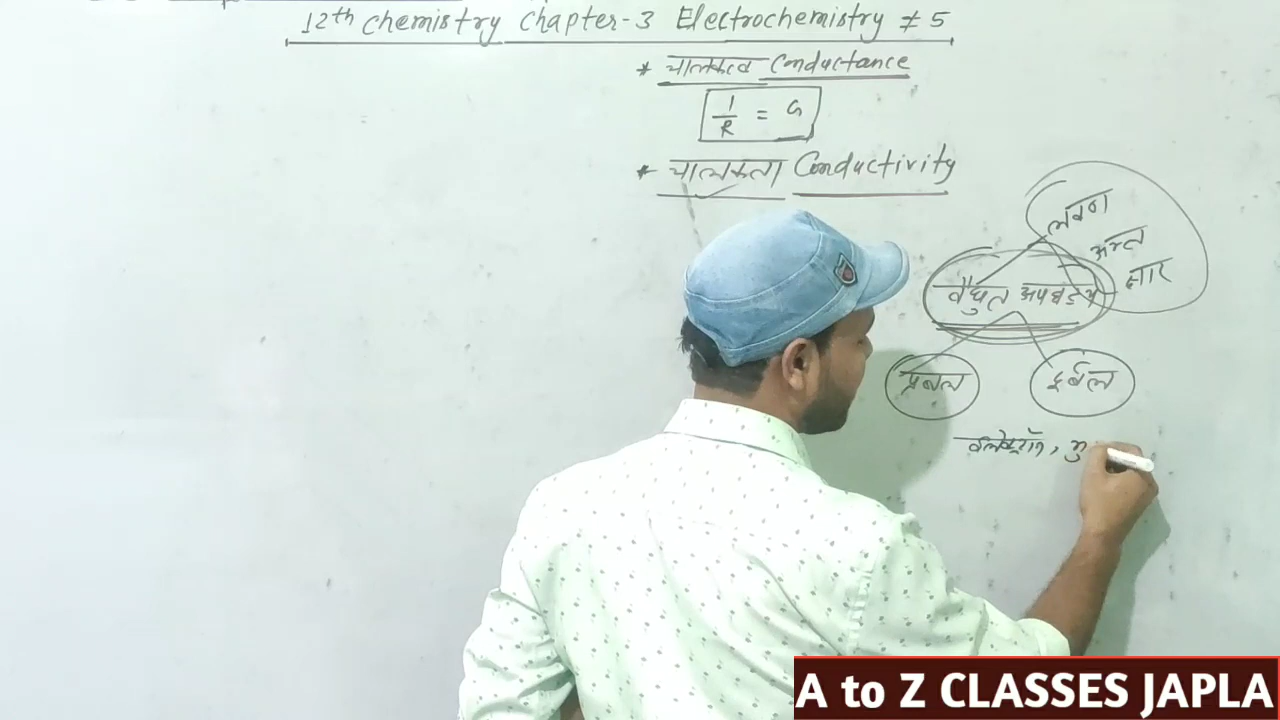 12th chemistry Chapter-3 Electrochemistry ≠ 5
* चालकत्व Conductance
1/R = G
* चालकता Conductivity
लवण
अम्ल
क्षार
वैधुत अपघट्य
प्रबल दुर्बल
इलेक्ट्रॉन, मु
A to Z CLASSES JAPLA